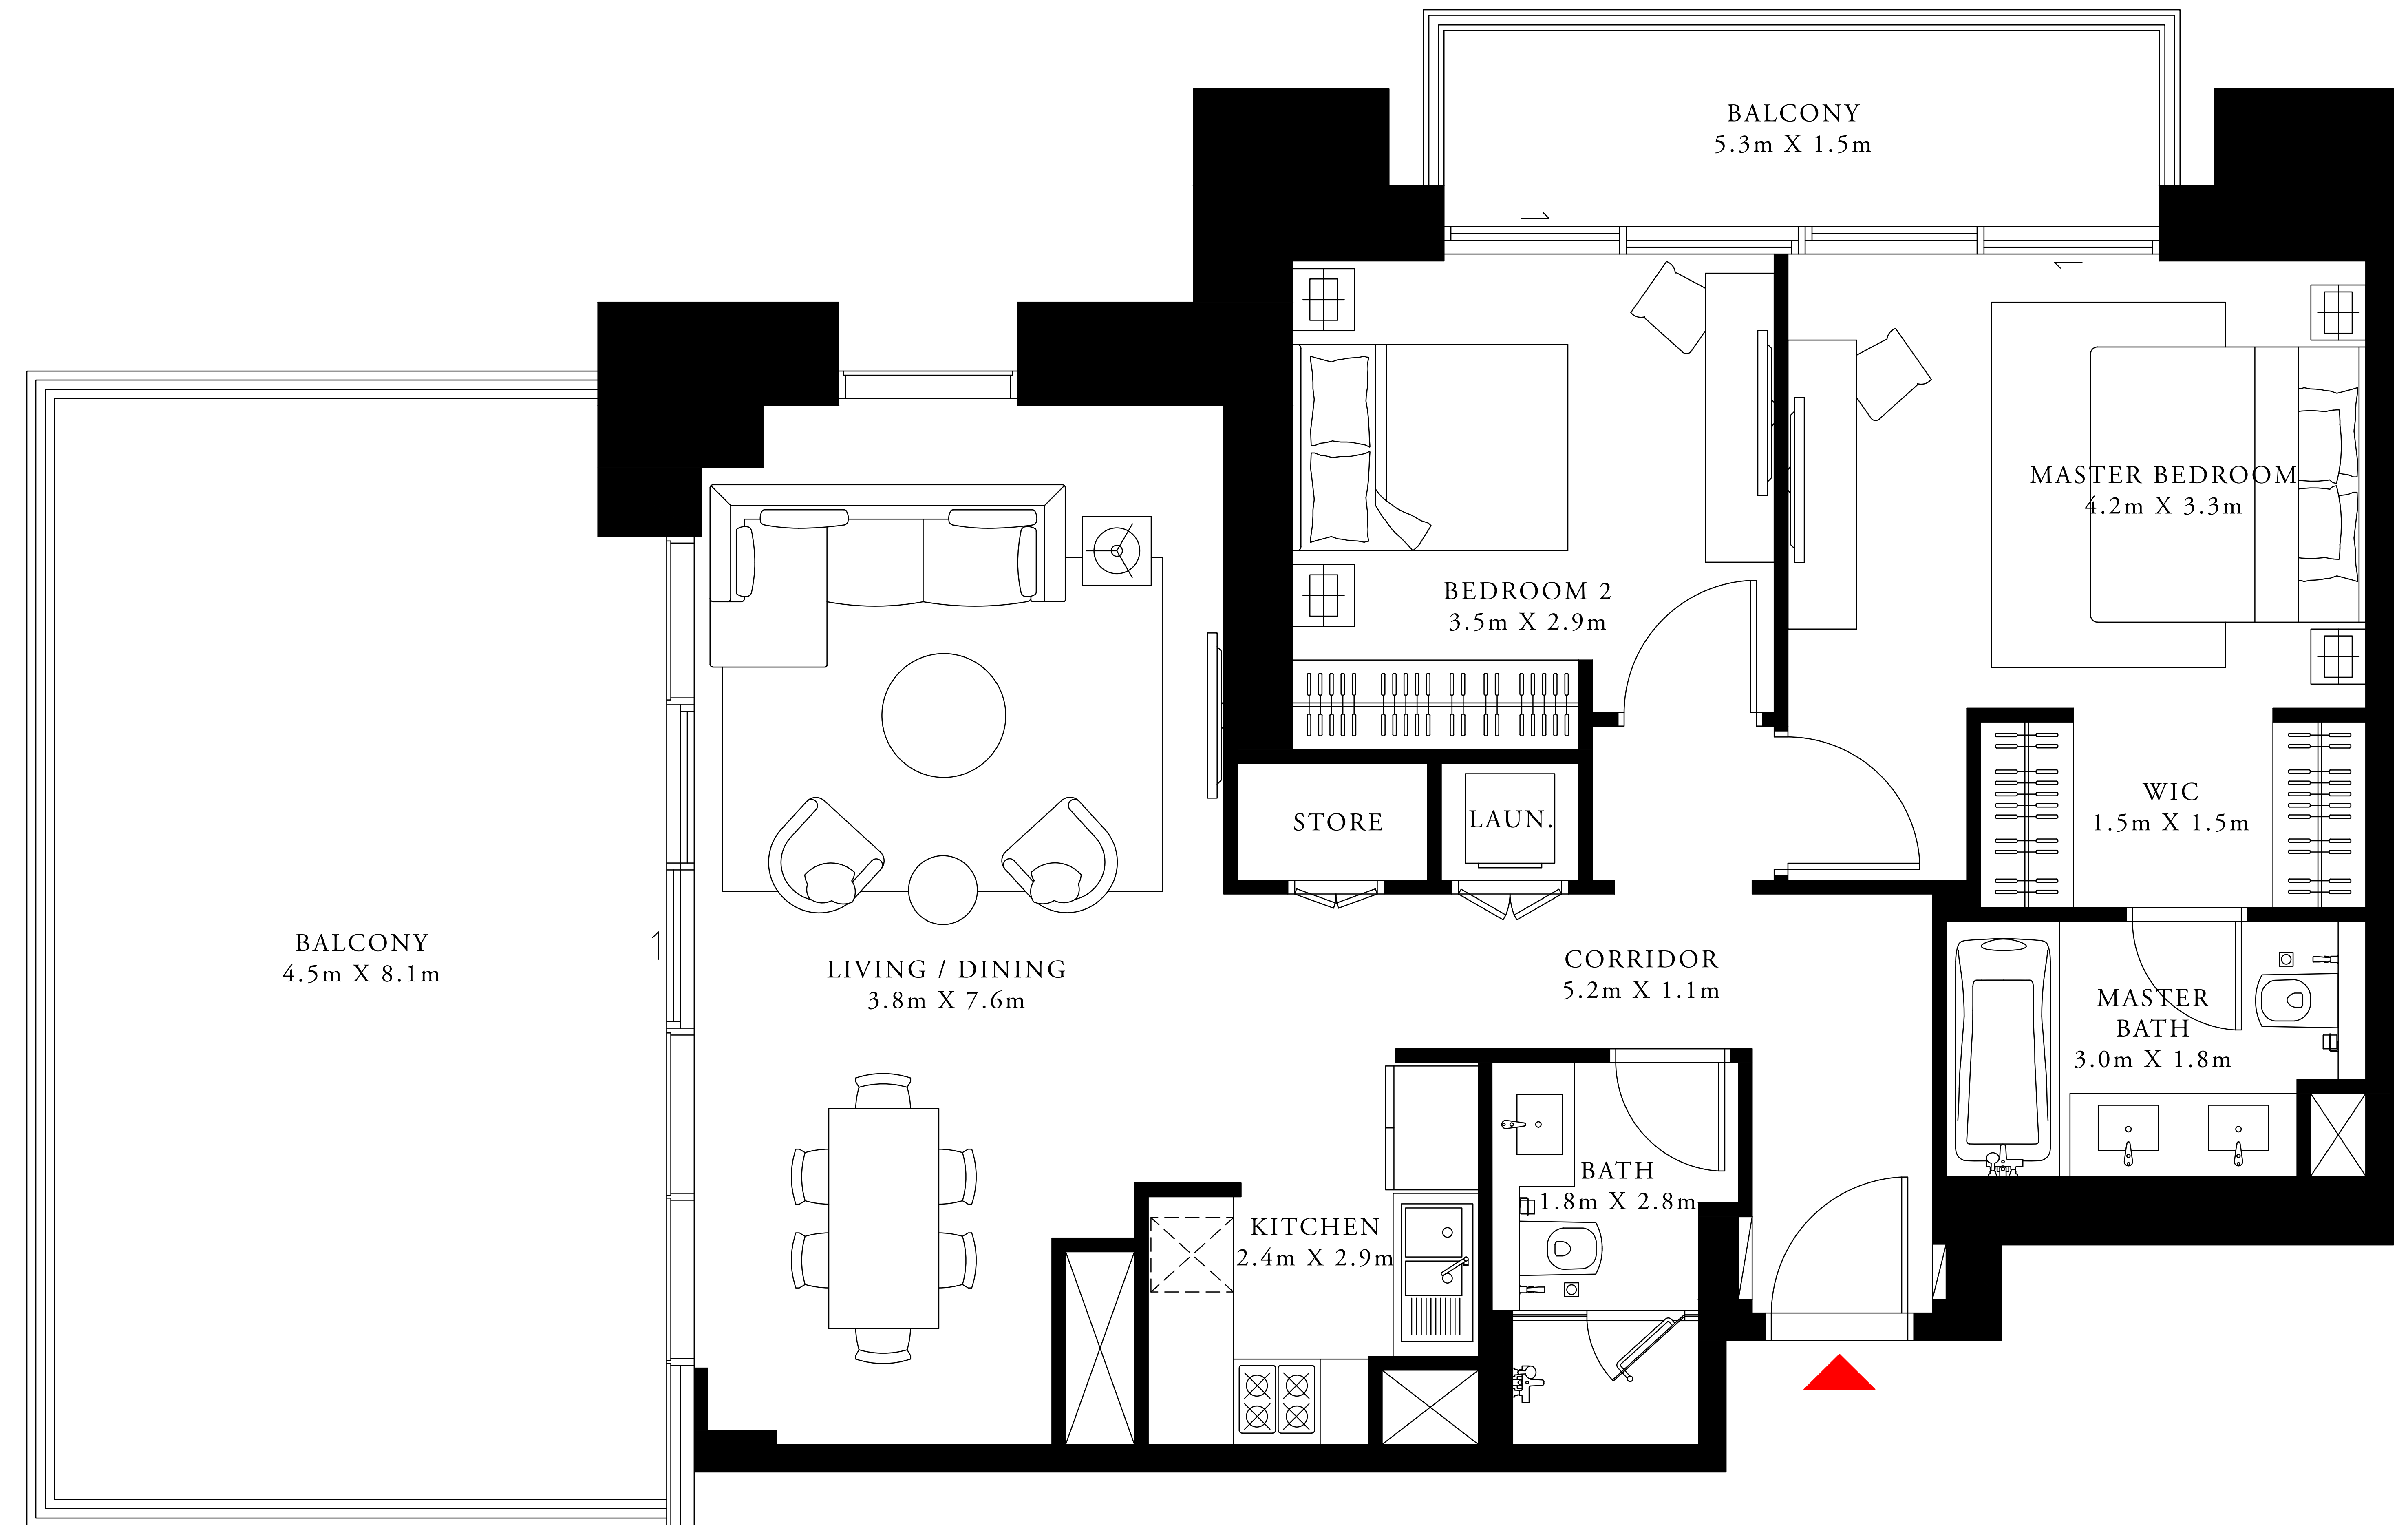 BALCONY
5.3m X 1.5m
MASTER BEDROOM
4.2m X 3.3m
BEDROOM 2
3.5m X 2.9m
WIC
1.5m X 1.5m
STORE
LAUN.
BALCONY
4.5m X 8.1m
LIVING / DINING
3.8m X 7.6m
CORRIDOR
5.2m X 1.1m
MASTER
BATH
3.0m X 1.8m
BATH
1.8m X 2.8m
KITCHEN
2.4m X 2.9m